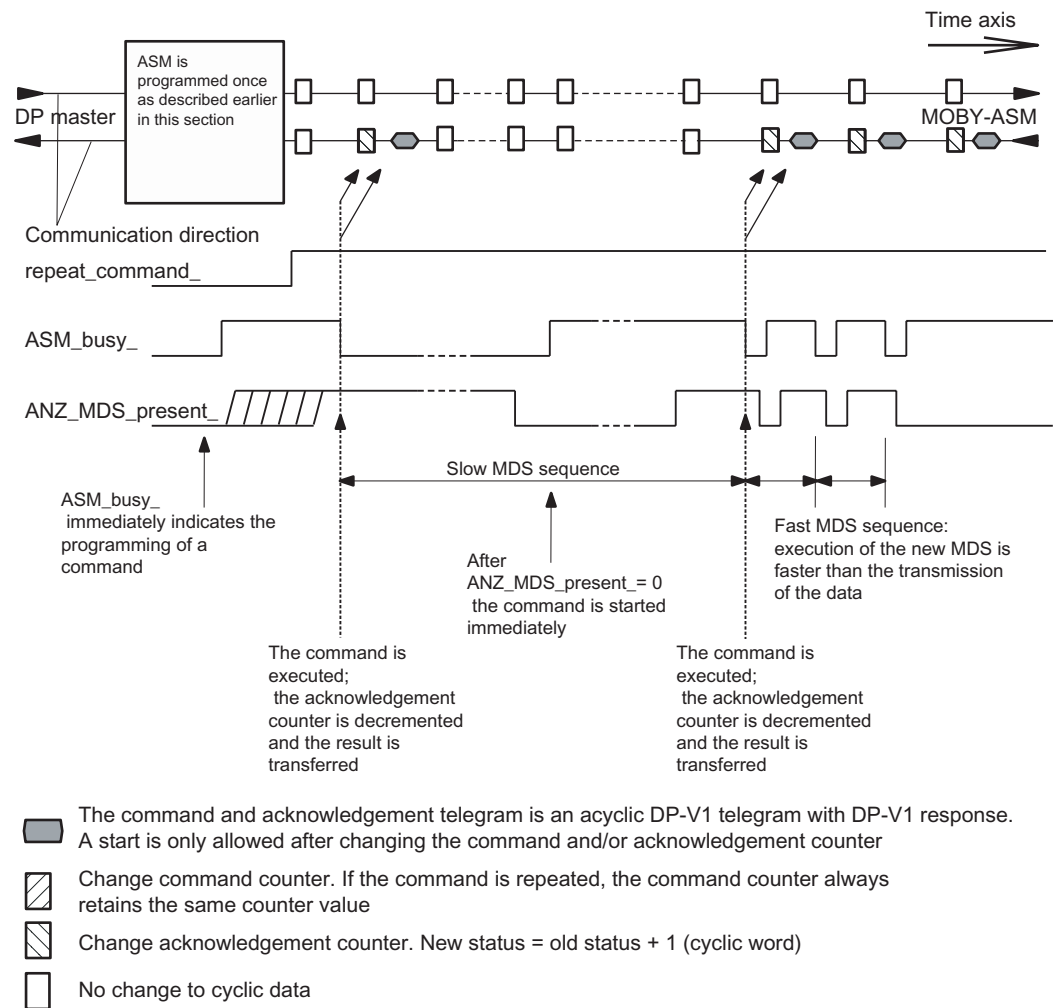 Time axis
ASM is
programmed once
as described earlier
in this section
DP master
MOBY-ASM
Communication direction
repeat_command_
ASM_busy_
ANZ_MDS_present_
Slow MDS sequence
ASM_busy_
immediately indicates the
programming of a
command
After
ANZ_MDS_present_= 0
the command is started
immediately
Fast MDS sequence:
execution of the new MDS is
faster than the transmission
of the data
The command is
executed;
the acknowledgement
counter is decremented
and the result is
transferred
The command is
executed;
the acknowledgement
counter is decremented
and the result is
transferred
The command and acknowledgement telegram is an acyclic DP-V1 telegram with DP-V1 response.
A start is only allowed after changing the command and/or acknowledgement counter
Change command counter. If the command is repeated, the command counter always
retains the same counter value
Change acknowledgement counter. New status = old status + 1 (cyclic word)
No change to cyclic data